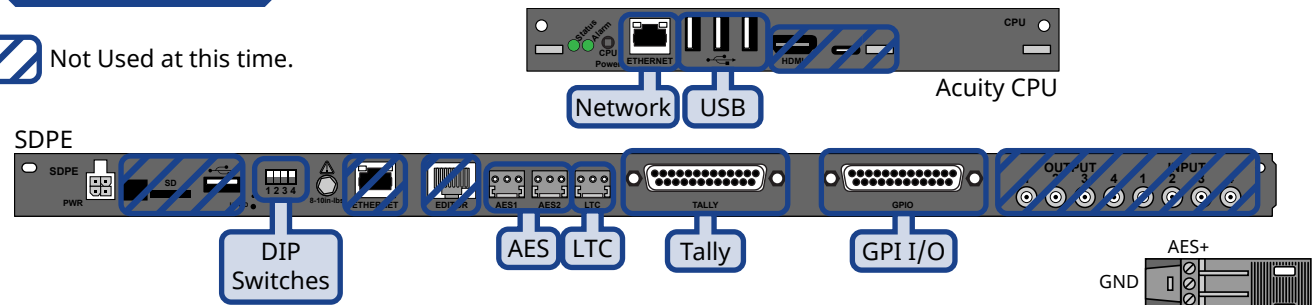 CPU
Status
Alarm
CPU
Power
ETHERNET
HDMI
Not Used at this time.
Acuity CPU
Network
USB
SDPE
SDPE
PWR
SD
1 2 3 4
8-10in-lbs
ETHERNET
EDITOR
AES1
AES2
LTC
TALLY
GPIO
OUTPUT
INPUT
2 3 4 1 2 3
DIP
Switches
AES
LTC
Tally
GPI I/O
AES+
GND